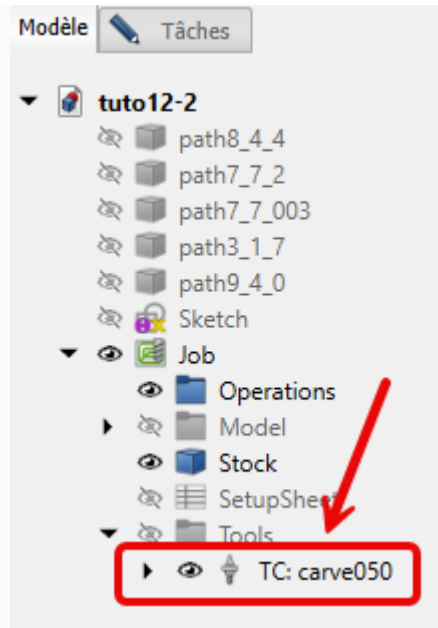 Modèle Tâches
tuto12-2
path8_4_4
path7_7_2
path7_7_003
path3_1_7
path9_4_0
Sketch
Job
Operations
Model
Stock
SetupSheet
Tools
TC: carve050